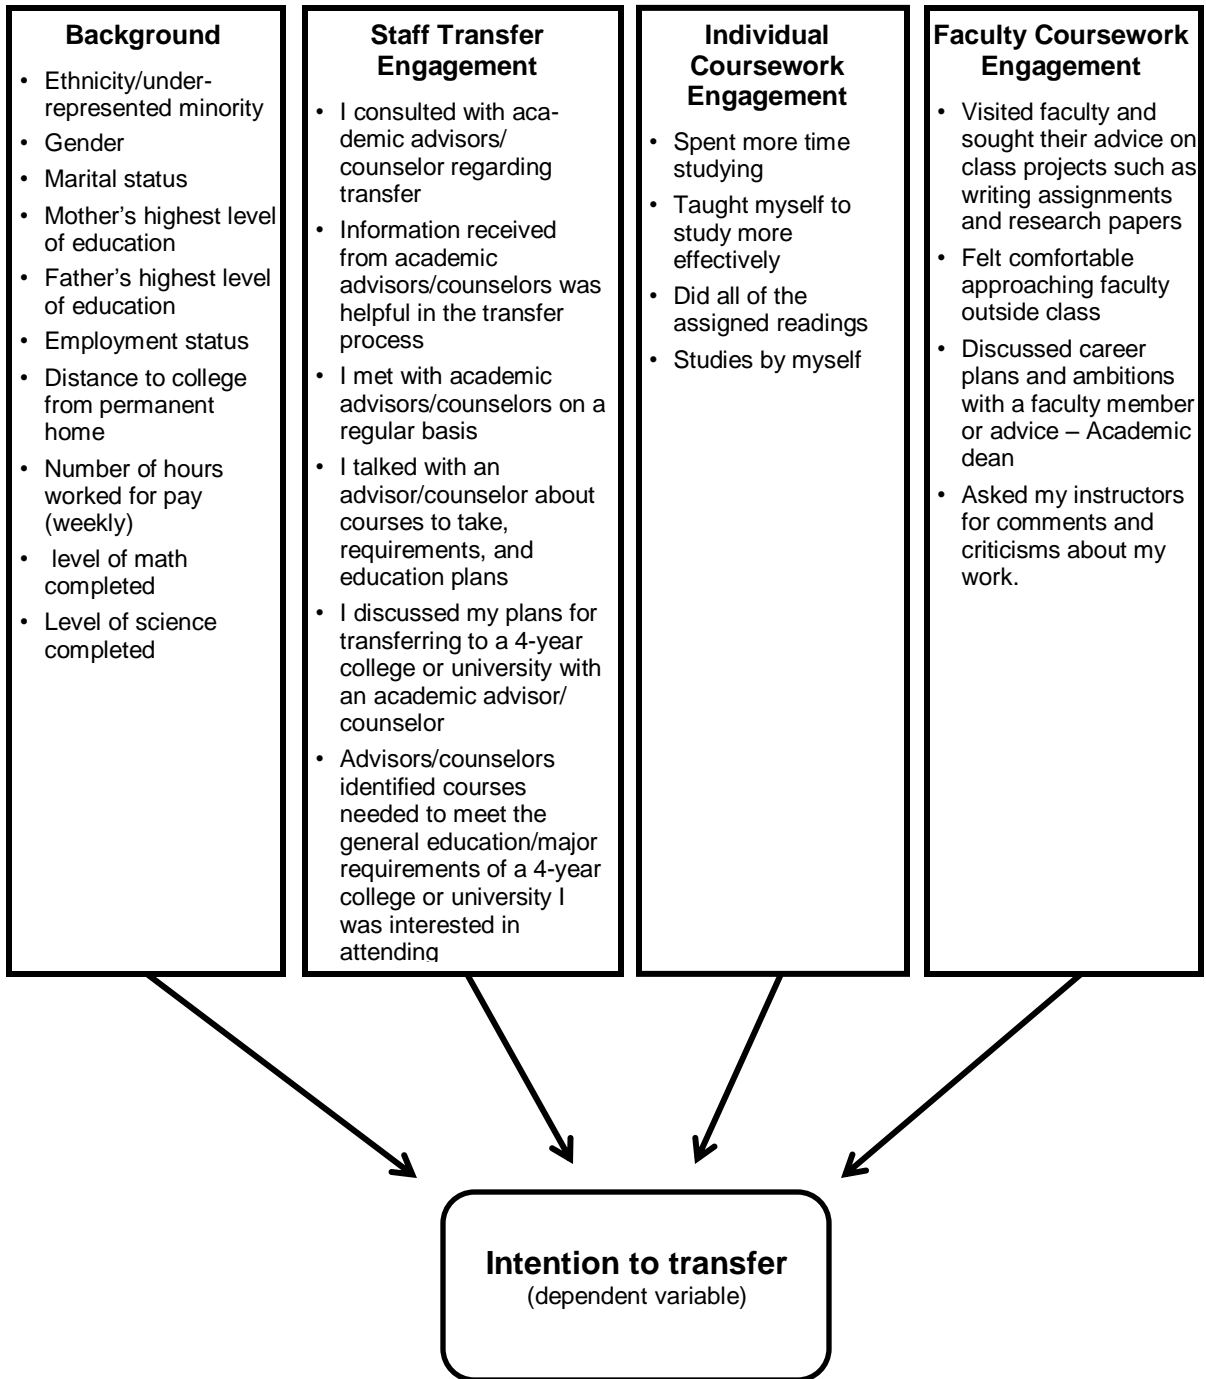 Background
• Ethnicity/under-
represented minority
• Gender
• Marital status
• Mother’s highest level
of education
• Father’s highest level
of education
• Employment status
• Distance to college
from permanent
home
• Number of hours
worked for pay
(weekly)
• level of math
completed
• Level of science
completed
Staff Transfer
Engagement
• I consulted with aca-
demic advisors/
counselor regarding
transfer
• Information received
from academic
advisors/counselors was
helpful in the transfer
process
• I met with academic
advisors/counselors on a
regular basis
• I talked with an
advisor/counselor about
courses to take,
requirements, and
education plans
• I discussed my plans for
transferring to a 4-year
college or university with
an academic advisor/
counselor
• Advisors/counselors
identified courses
needed to meet the
general education/major
requirements of a 4-year
college or university I
was interested in
attending
Individual
Coursework
Engagement
• Spent more time
studying
• Taught myself to
study more
effectively
• Did all of the
assigned readings
• Studies by myself
Faculty Coursework
Engagement
• Visited faculty and
sought their advice on
class projects such as
writing assignments
and research papers
• Felt comfortable
approaching faculty
outside class
• Discussed career
plans and ambitions
with a faculty member
or advice – Academic
dean
• Asked my instructors
for comments and
criticisms about my
work.
Intention to transfer
(dependent variable)